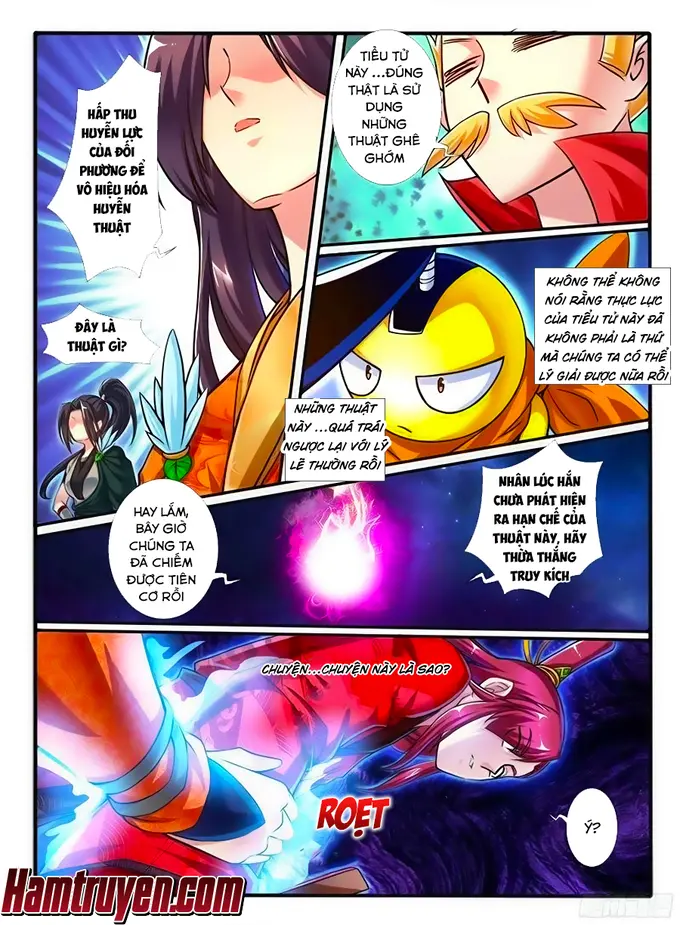 HẤP THU
HUYỄN LỰC
CỦA ĐỐI
PHƯƠNG ĐỂ
VÔ HIỆU HÓA
HUYỄN
THUẬT
TIỂU TỬ
NÀY ...ĐÚNG
THẬT LÀ SỬ
DỤNG
NHỮNG
THUẬT GHÊ
GHỚM
ĐÂY LÀ
THUẬT GÌ?
KHÔNG THỂ KHÔNG
NÓI RẰNG THỰC LỰC
CỦA TIỂU TỬ NÀY ĐÃ
KHÔNG PHẢI LÀ THỨ
MÀ CHÚNG TA CÓ THỂ
LÝ GIẢI ĐƯỢC NỮA RỒI
NHỮNG THUẬT
NÀY ...QUÁ TRÁI
NGƯỢC LẠI VỚI LÝ
LẼ THƯỜNG RỒI
HAY LẮM,
BÂY GIỜ
CHÚNG TA
ĐÃ CHIẾM
ĐƯỢC TIÊN
CƠ RỒI
NHÂN LÚC HẮN
CHƯA PHÁT HIỆN
RA HẠN CHẾ CỦA
THUẬT NÀY, HÃY
THỪA THẮNG
TRUY KÍCH
CHUYỆN...CHUYỆN NÀY LÀ SAO?
ROẸT
Ý?
Hamtruyen.com